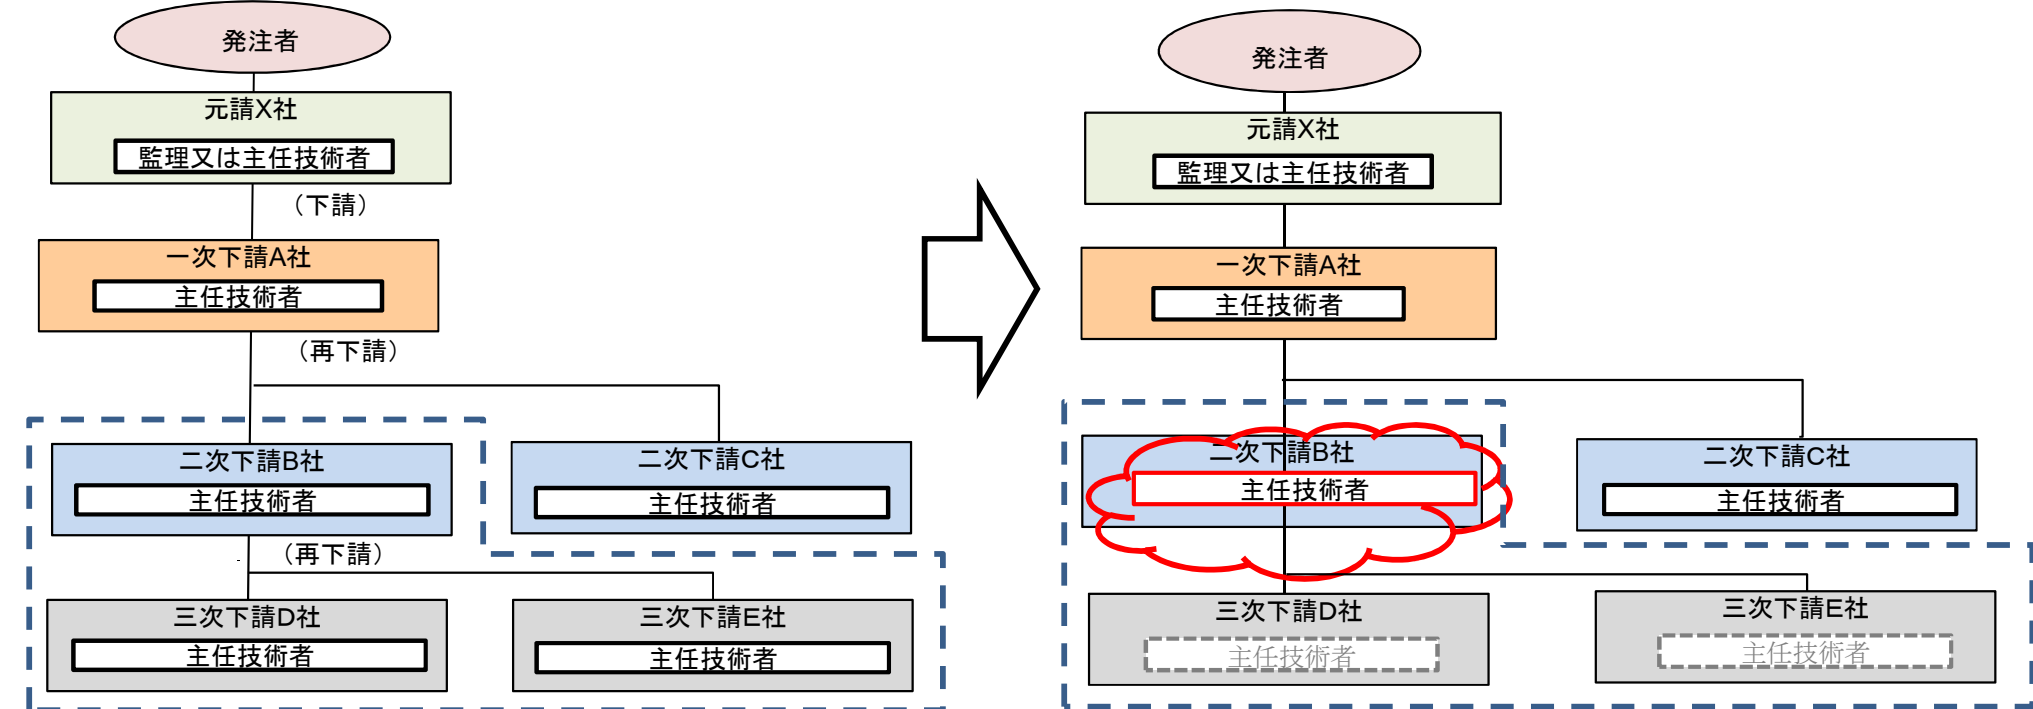 発注者
元請X社
監理又は主任技術者
（下請）
一次下請A社
主任技術者
（再下請）
二次下請B社
主任技術者
二次下請C社
主任技術者
（再下請）
三次下請D社
主任技術者
三次下請E社
主任技術者
発注者
元請X社
監理又は主任技術者
一次下請A社
主任技術者
二次下請B社
主任技術者
二次下請C社
主任技術者
三次下請D社
主任技術者
三次下請E社
主任技術者